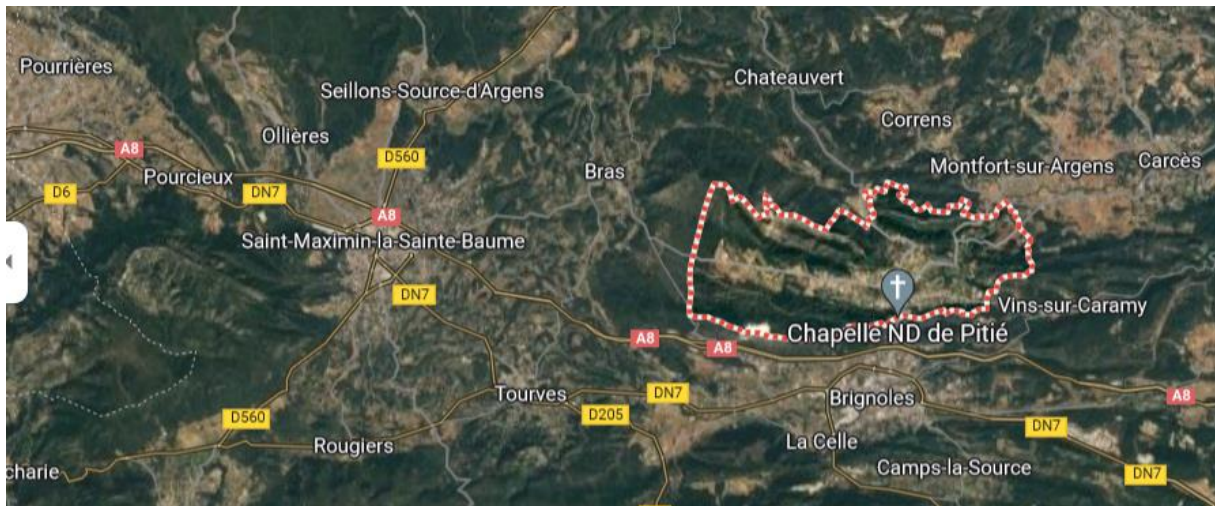 Pourrières
Seillons-Source-d'Argens
Chateauvert
Ollières
Correns
A8
D560
Bras
Montfort-sur-Argens
Carcès
D6
Pourcieux
DN7
A8
Saint-Maximin-la-Sainte-Baume
DN7
Vins-sur-Caramy
Chapelle ND de Pitié
A8
A8
Tourves
DN7
Brignoles
A8
D560
D205
DN7
Rougiers
La Celle
Camps-la-Source
charie
DN7